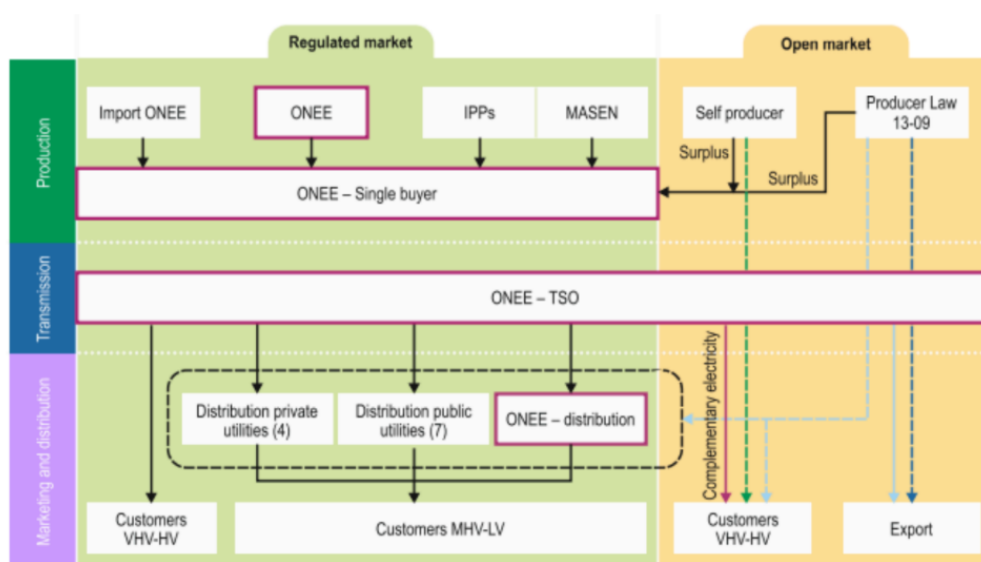 Regulated market
Open market
Production
Import ONEE
ONEE
IPPs
MASEN
Self producer
Producer Law
13-09
Surplus
Surplus
ONEE – Single buyer
Transmission
ONEE – TSO
Marketing and distribution
Distribution private
utilities (4)
Distribution public
utilities (7)
ONEE – distribution
Complementary electricity
Customers
VHV-HV
Customers MHV-LV
Customers
VHV-HV
Export